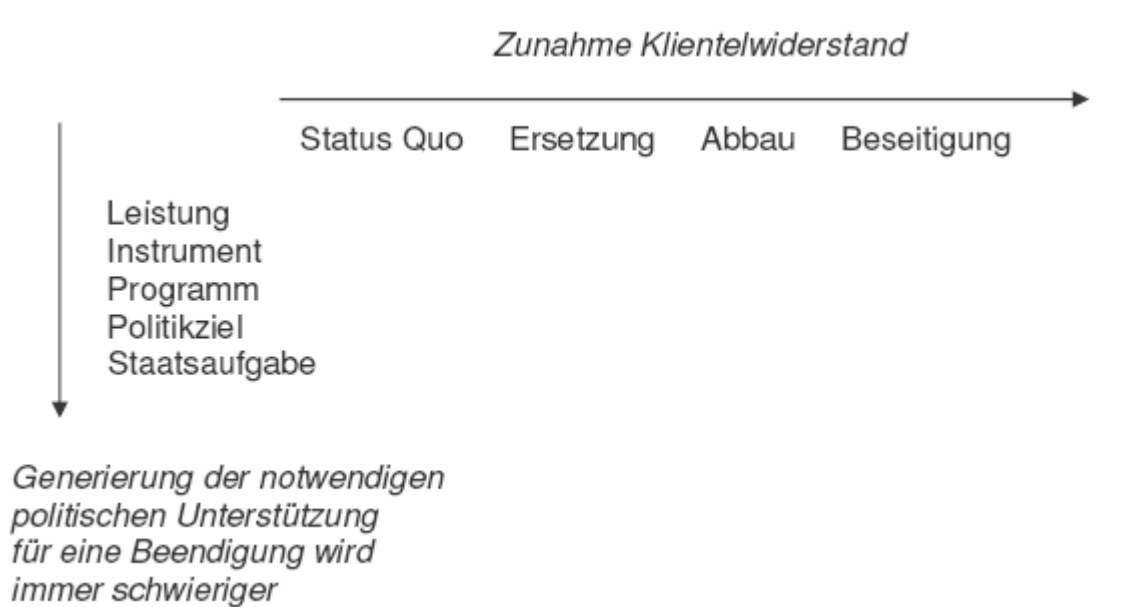 Zunahme Klientelwiderstand
Status Quo Ersetzung Abbau Beseitigung
Leistung
Instrument
Programm
Politikziel
Staatsaufgabe
Generierung der notwendigen
politischen Unterstützung
für eine Beendigung wird
immer schwieriger